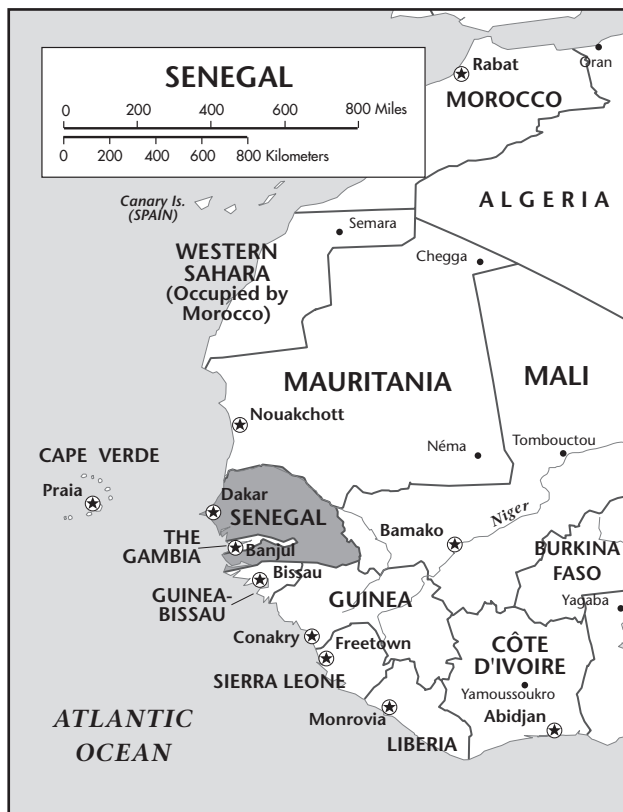 SENEGAL
0 200 400 600 800 Miles
0 200 400 600 800 Kilometers
Rabat
Oran
MOROCCO
Canary Is.
(SPAIN)
ALGERIA
Semara
WESTERN
SAHARA
(Occupied by
Morocco)
Chegga
MAURITANIA
MALI
Nouakchott
Néma
Tombouctou
CAPE VERDE
Praia
Dakar
SENEGAL
Niger
Bamako
THE
GAMBIA
Banjul
BURKINA
FASO
Bissau
GUINEA-
BISSAU
GUINEA
Yagaba
Conakry
Freetown
CÔTE
D'IVOIRE
SIERRA LEONE
Yamoussoukro
Abidjan
Monrovia
LIBERIA
ATLANTIC
OCEAN